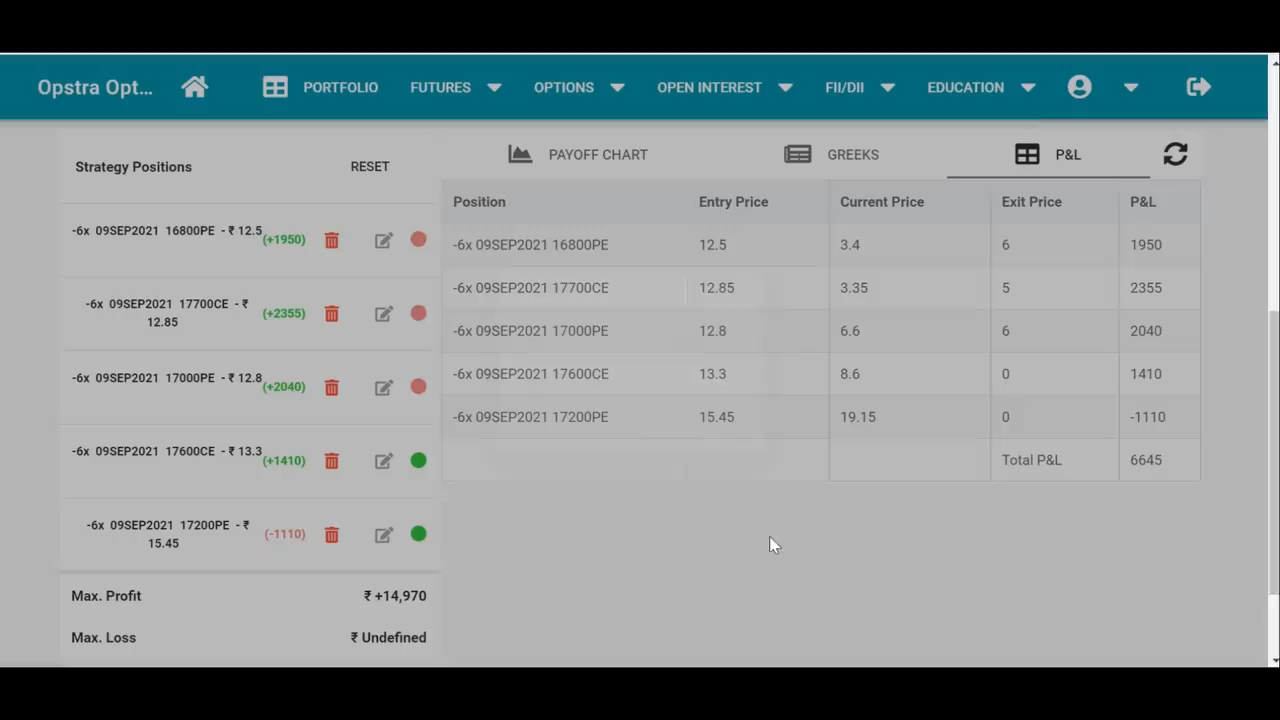 Opstra Opt... PORTFOLIO FUTURES OPTIONS OPEN INTEREST FII/DII EDUCATION
Strategy Positions RESET
-6x 09SEP2021 16800PE - ₹ 12.5 (+1950)
-6x 09SEP2021 17700CE - ₹
12.85 (+2355)
-6x 09SEP2021 17000PE - ₹ 12.8 (+2040)
-6x 09SEP2021 17600CE - ₹ 13.3 (+1410)
-6x 09SEP2021 17200PE - ₹
15.45 (-1110)
Max. Profit ₹ +14,970
Max. Loss ₹ Undefined
PAYOFF CHART GREEKS P&L
Position Entry Price Current Price Exit Price P&L
-6x 09SEP2021 16800PE 12.5 3.4 6 1950
-6x 09SEP2021 17700CE 12.85 3.35 5 2355
-6x 09SEP2021 17000PE 12.8 6.6 6 2040
-6x 09SEP2021 17600CE 13.3 8.6 0 1410
-6x 09SEP2021 17200PE 15.45 19.15 0 -1110
Total P&L 6645